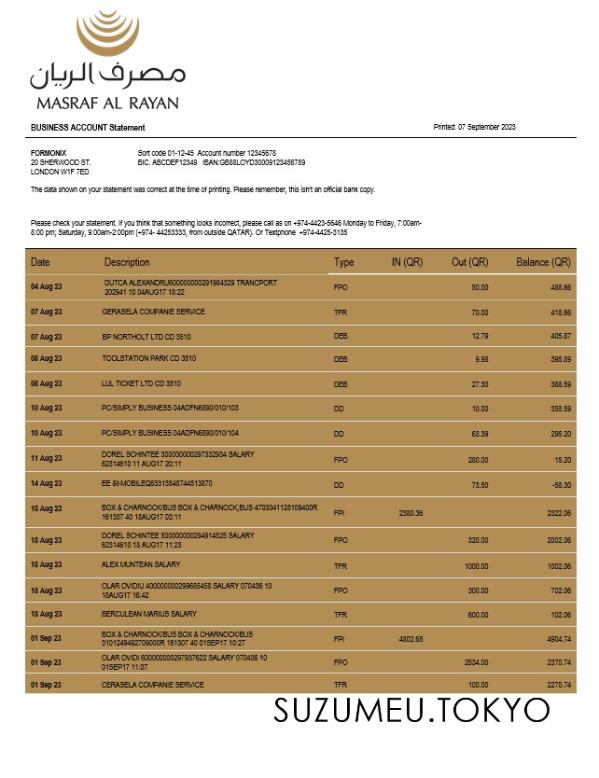 مصرف الريان
MASRAF AL RAYAN
BUSINESS ACCOUNT Statement Printed: 07 September 2023
FORMONIX Sort code 01-12-45 Account number 12345678
20 SHERWOOD ST. BIC. ABCDEF12349 IBAN:GB88LCYD30009123456789
LONDON W1F 7ED
The data shown on your statement was correct at the time of printing. Please remember, this isn't an official bank copy.
Please check your statement. If you think that something looks incorrect, please call as on +974-4423-5646 Monday to Friday, 7:00am-
8:00 pm; Saturday, 9:00am-2:00pm (+974- 44253333, from outside QATAR). Or Textphone +974-4425-3135
Date Description Type IN (QR) Out (QR) Balance (QR)
04 Aug 23 DUTCA ALEXANDRU600000000291984329 TRANCPORT FPO 50.00 488.66
202941 10 04AUG17 18:22
07 Aug 23 GERASELA COMPANIE SERVICE TFR 70.00 418.66
07 Aug 23 BP NORTHOLT LTD CD 3510 DEB 12.79 405.87
08 Aug 23 TOOLSTATION PARK CD 3510 DEB 9.98 395.89
08 Aug 23 LUL TICKET LTD CD 3510 DEB 27.30 368.59
10 Aug 23 PC/SIMPLY BUSINESS 04ADFN6890/010/103 DD 10.00 358.59
10 Aug 23 PC/SIMPLY BUSINESS 04ADFN6890/010/104 DD 63.39 295.20
11 Aug 23 DOREL SCHINTEE 300000000297332934 SALARY FPO 280.00 15.20
62314610 11 AUG17 20:11
14 Aug 23 EE &t-MOBILEQ63313548744513870 DD 73.50 -58.30
18 Aug 23 BOX & CHARNOCK/BUS BOX & CHARNOCK,BUS 4703041128109400R FPI 2380.36 2322.06
161307 40 18AUG17 03:11
18 Aug 23 DOREL SCHINTEE 500000000294914525 SALARY FPO 320.00 2002.06
62314610 18 AUG17 11:23
18 Aug 23 ALEX MUNTEAN SALARY TFR 1000.00 1002.06
18 Aug 23 OLAR OVIDIU 400000000299685458 SALARY 070436 10 FPO 300.00 702.06
18AUG17 16:42
18 Aug 23 BERCULEAN MARIUS SALARY TFR 600.00 102.06
01 Sep 23 BOX & CHARNOCK/BUS BOX & CHARNOCK/BUS FPI 4802.68 4904.74
3101249492709000R 161307 40 01SEP17 10:27
01 Sep 23 OLAR OVIDI 600000000297937622 SALARY 070436 10 FPO 2534.00 2370.74
01SEP17 11:07
01 Sep 23 CERASELA COMPANIE SERVICE TFR 100.00 2270.74
SUZUMEU.TOKYO